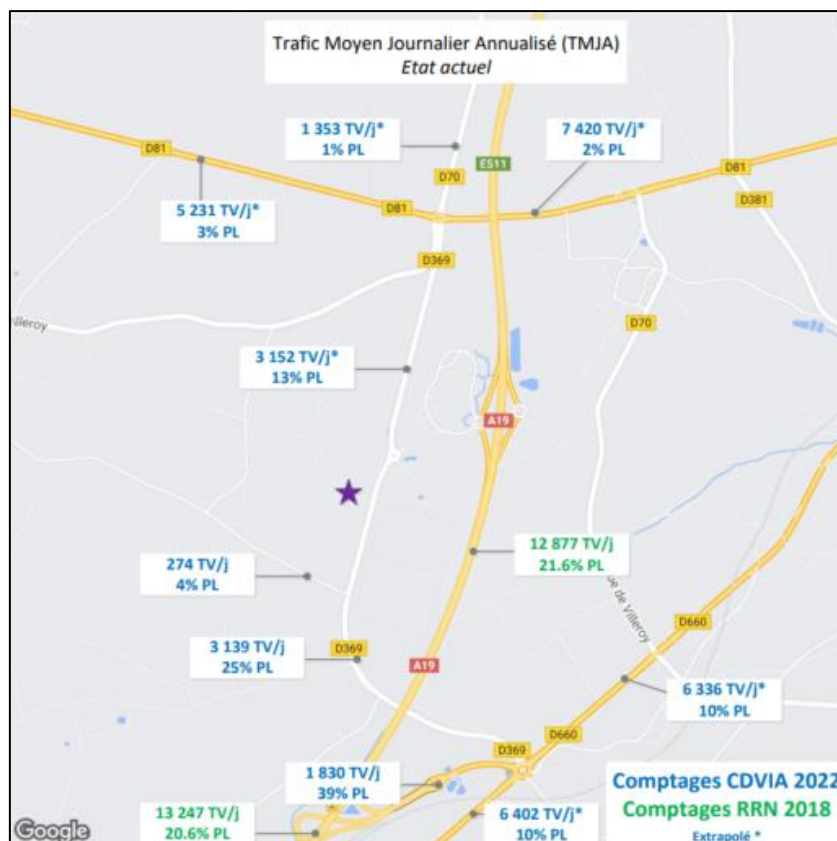 Trafic Moyen Journalier Annualisé (TMJA)
Etat actuel
1 353 TV/j*
1% PL
7 420 TV/j*
2% PL
D81
D70
E511
D81
5 231 TV/j*
3% PL
D81
D381
D369
Villeroy
D70
3 152 TV/j*
13% PL
A19
12 877 TV/j
21.6% PL
274 TV/j
4% PL
ue de Villeroy
D660
3 139 TV/j
25% PL
D369
A19
6 336 TV/j*
10% PL
D660
D369
1 830 TV/j
39% PL
Comptages CDVIA 2022
Comptages RRN 2018
Extrapolé *
13 247 TV/j
20.6% PL
6 402 TV/j*
10% PL
Google